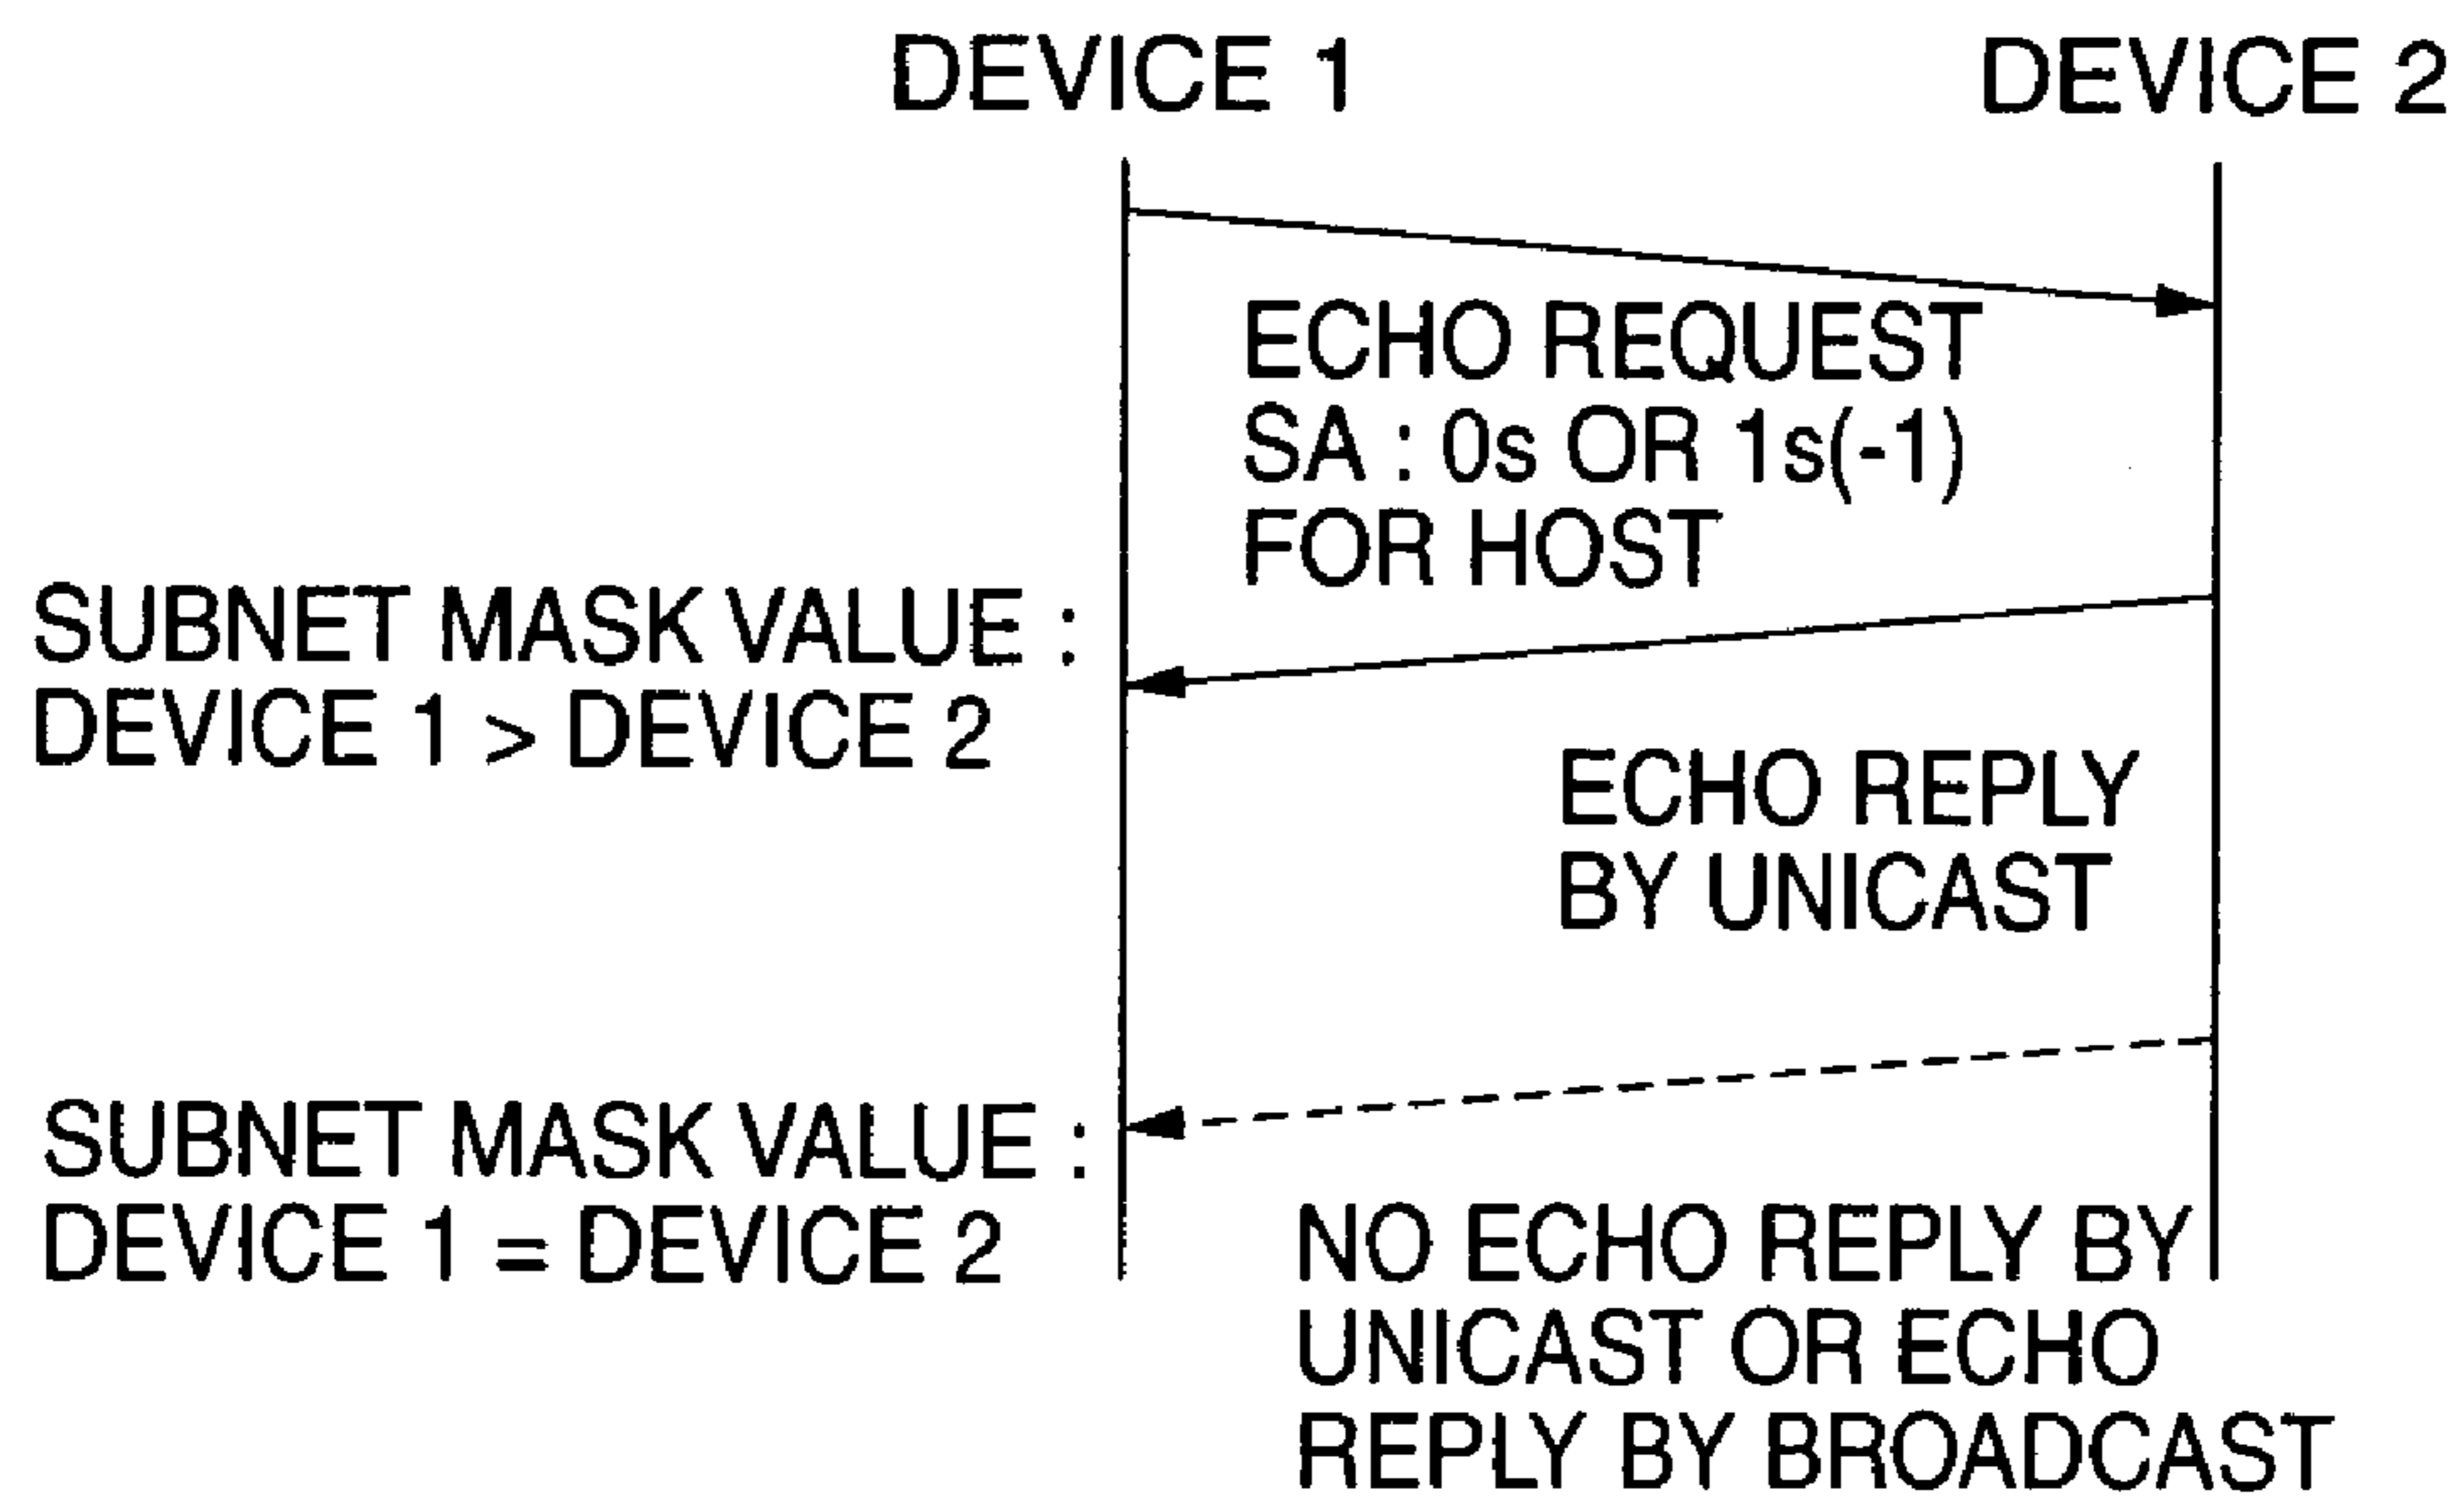 DEVICE 1
DEVICE 2
ECHO REQUEST
SA : 0s OR 1s(-1)
FOR HOST
SUBNET MASK VALUE :
DEVICE 1 > DEVICE 2
ECHO REPLY
BY UNICAST
SUBNET MASK VALUE :
DEVICE 1 = DEVICE 2
NO ECHO REPLY BY
UNICAST OR ECHO
REPLY BY BROADCAST